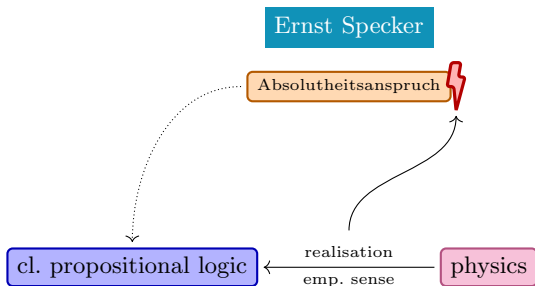 Ernst Specker
Absolutheitsanspruch
realisation
cl. propositional logic
physics
emp. sense